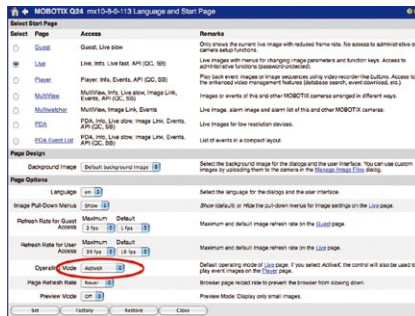 MOBOTIX Q24 mx10-8-0-113 Language and Start Page
Select Start Page
Select Page Access Remarks
Guest Guest, Live slow Only shows the current live image with reduced frame rate. No access to administrative or camera setup functions.
Live Live, Info, Live fast, API (QC, SB) Live images with menus for changing image parameters and function keys. Access to administrative functions (password-protected).
Player Player, Info, Events, API (QC, SB) Play back event images or image sequences using video recorder-like buttons. Access to the enhanced video management features (database search, event download, etc.)
MultiView MultiView, Info, Live slow, Image Link, Events, API (QC, SB) Images or events of this and other MOBOTIX cameras arranged in different ways.
Multiwatcher MultiView, Image Link, Events Live image, alarm image and alarm list of this and other MOBOTIX cameras.
PDA PDA, Info, Live slow, Image Link, Events, API (QC, SB) Live images for low resolution devices.
PDA Event List PDA, Info, Live slow, Image Link, Events, API (QC, SB) List of events in a compact layout.
Page Design
Background Image Default background image Select the background image for the dialogs and the user interface. You can use custom images by uploading them to the camera in the Manage Image Files dialog.
Page Options
Language en Select the language for the dialogs and the user interface.
Image Pull-Down Menus Show Show (default) or Hide the pull-down menus for image settings on the Live page.
Refresh Rate for Guest Access Maximum 2 fps Default 1 fps Maximum and default image refresh rate on the Guest page.
Refresh Rate for User Access Maximum Default 16 fps Maximum and default image refresh rate on the Live page.
Operating Mode ActiveX Default operating mode of Live page. If you select ActiveX, the control will also be used to play event images on the Player page.
Page Refresh Rate Never Browser page reload rate to prevent the browser from slowing down.
Preview Mode Off Preview Mode: Display only small images.
Set Factory Restore Close